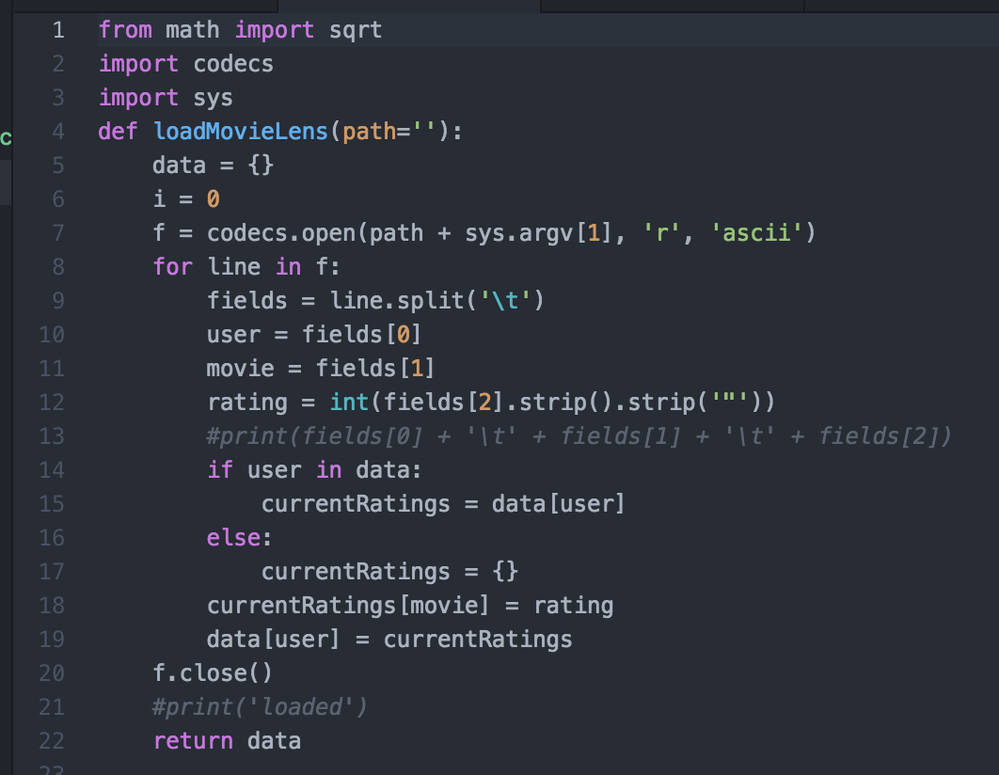 1 from math import sqrt
2 import codecs
3 import sys
4 def loadMovieLens(path=''):
5     data = {}
6     i = 0
7     f = codecs.open(path + sys.argv[1], 'r', 'ascii')
8     for line in f:
9         fields = line.split('\t')
10         user = fields[0]
11         movie = fields[1]
12         rating = int(fields[2].strip().strip('"'))
13         #print(fields[0] + '\t' + fields[1] + '\t' + fields[2])
14         if user in data:
15             currentRatings = data[user]
16         else:
17             currentRatings = {}
18         currentRatings[movie] = rating
19         data[user] = currentRatings
20     f.close()
21     #print('loaded')
22     return data
23